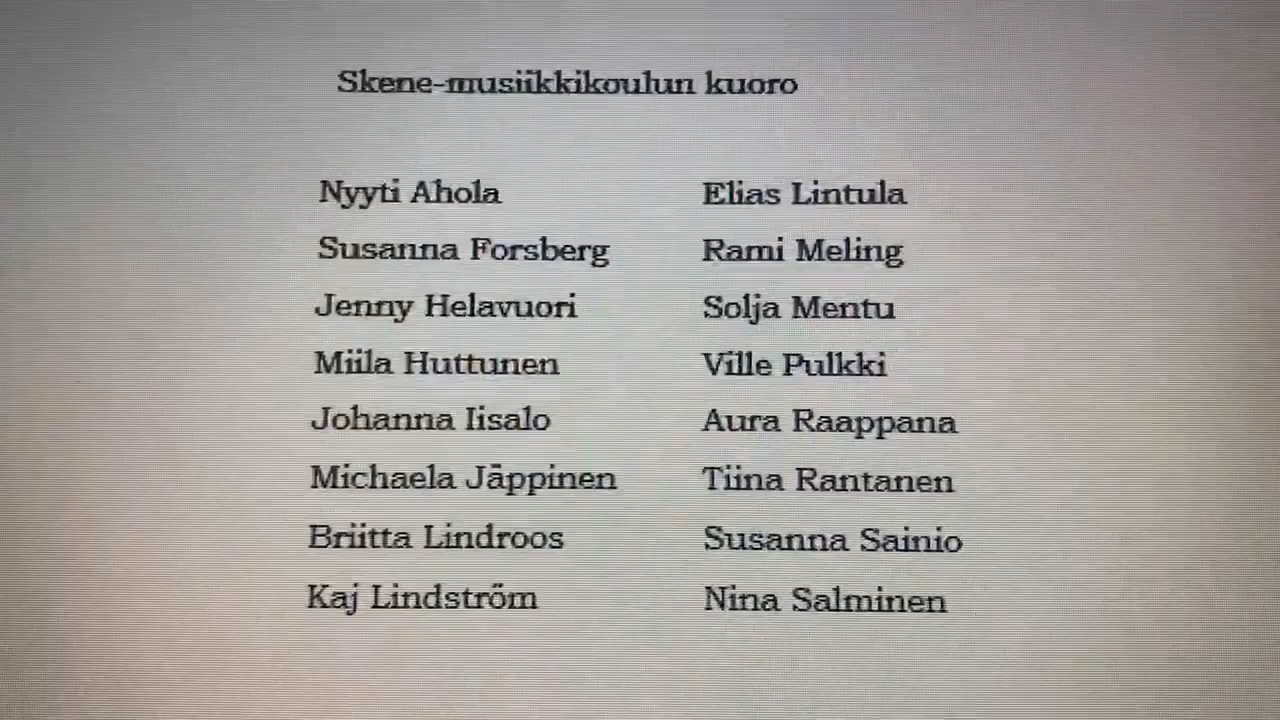 Skene-musiikkikoulun kuoro
Nyyti Ahola
Susanna Forsberg
Jenny Helavuori
Miila Huttunen
Johanna Iisalo
Michaela Jäppinen
Briitta Lindroos
Kaj Lindström
Elias Lintula
Rami Meling
Solja Mentu
Ville Pulkki
Aura Raappana
Tiina Rantanen
Susanna Sainio
Nina Salminen